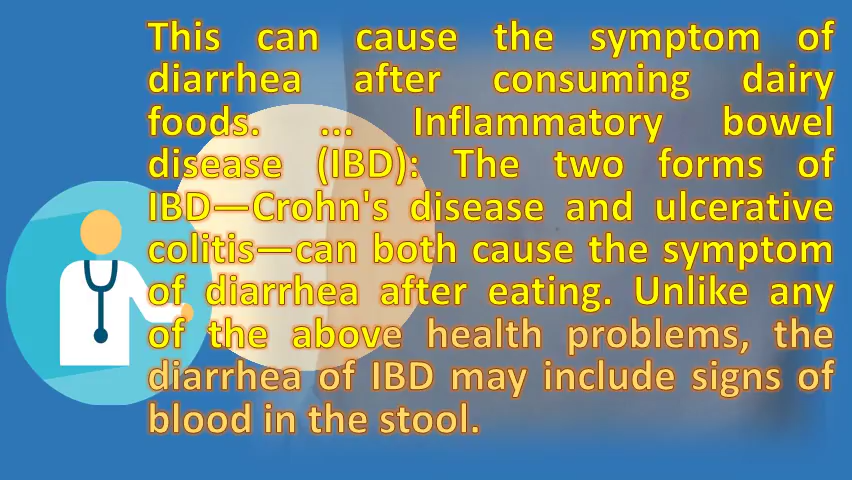 This can cause the symptom of
diarrhea after consuming dairy
foods. ... Inflammatory bowel
disease (IBD): The two forms of
IBD—Crohn's disease and ulcerative
colitis—can both cause the symptom
of diarrhea after eating. Unlike any
of the above health problems, the
diarrhea of IBD may include signs of
blood in the stool.